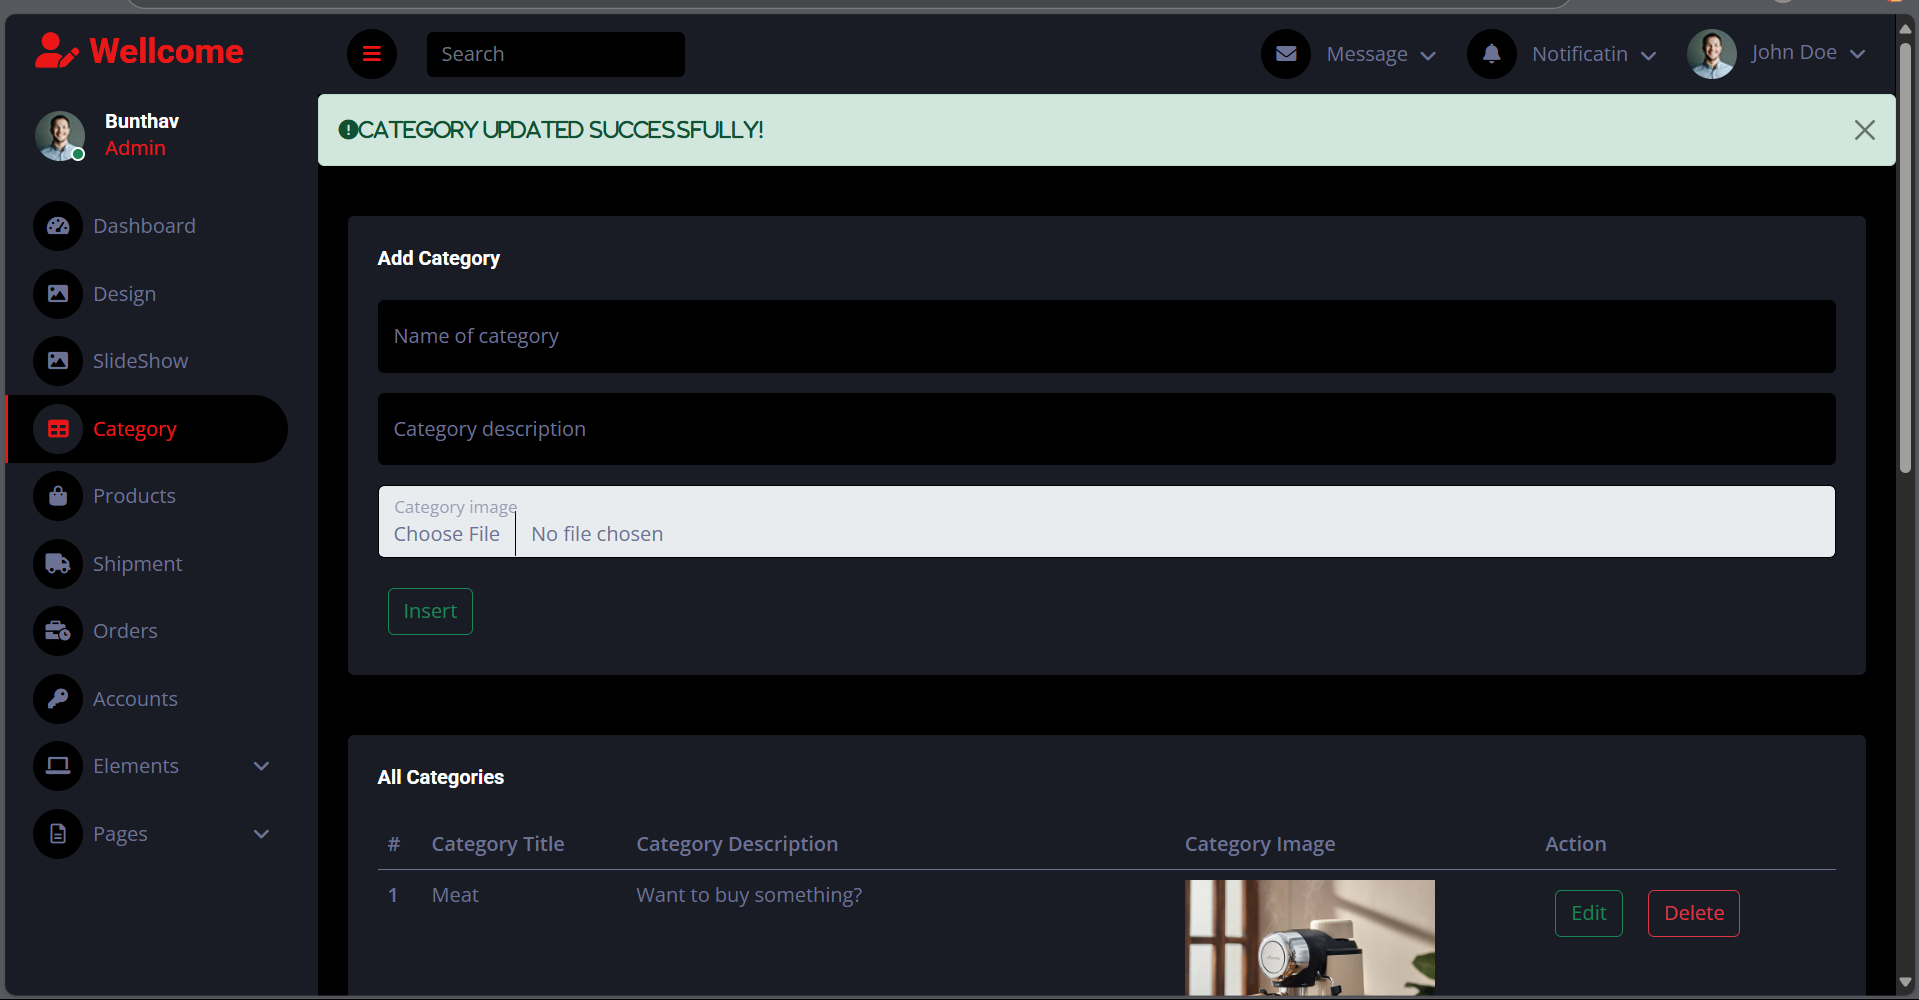 Wellcome
Search
Message
Notificatin
John Doe
Bunthav
Admin
Dashboard
Design
SlideShow
Category
Products
Shipment
Orders
Accounts
Elements
Pages
CATEGORY UPDATED SUCCESSFULLY!
Add Category
Name of category
Category description
Category image
Choose File No file chosen
Insert
All Categories
# Category Title Category Description Category Image Action
1 Meat Want to buy something? Edit Delete